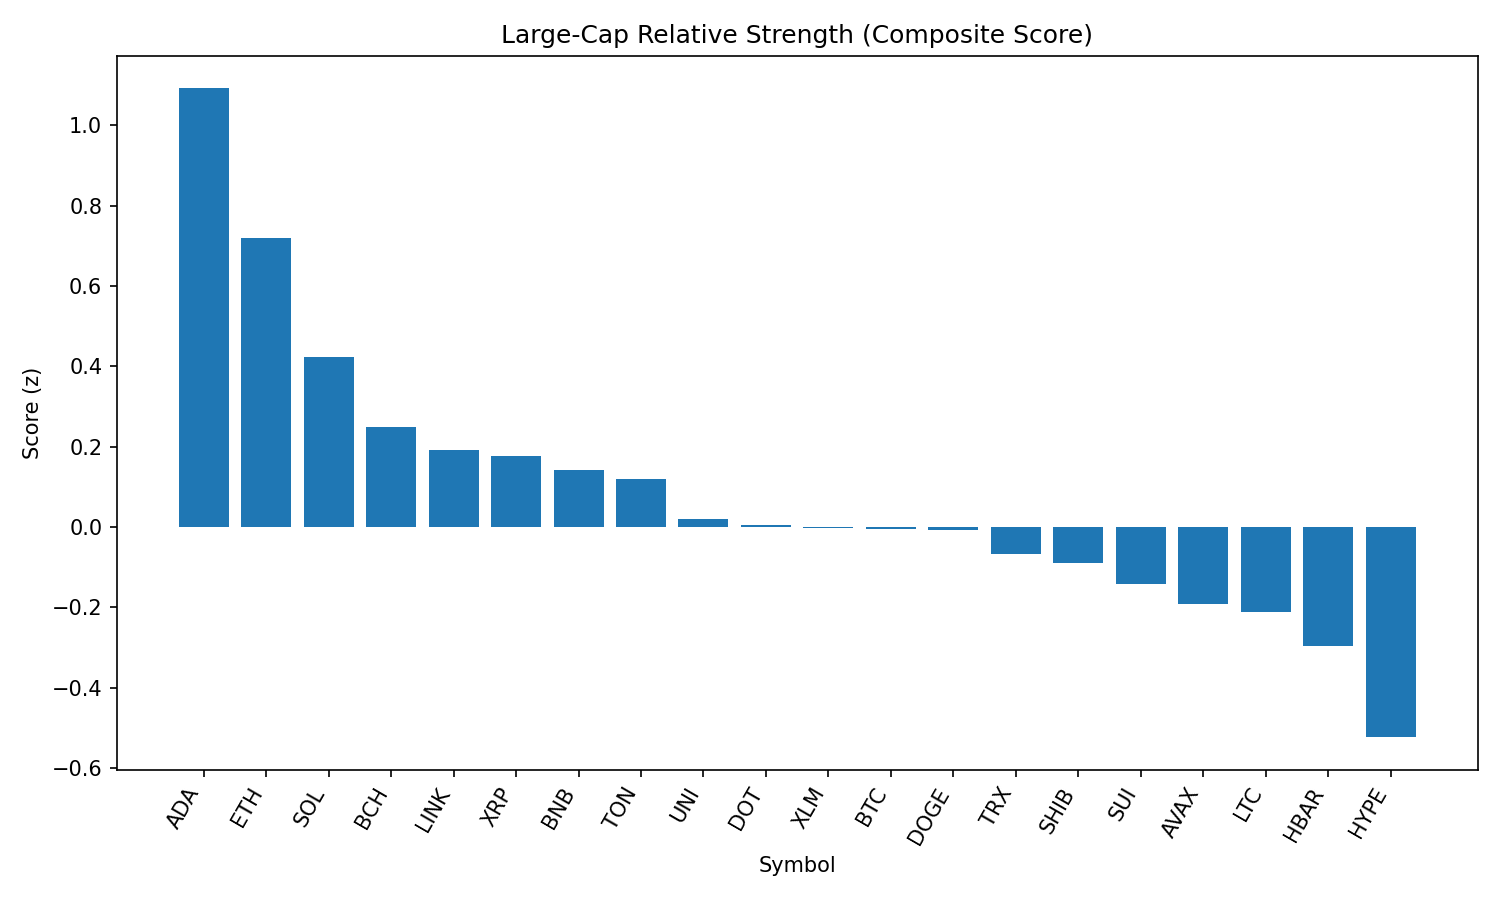 Large-Cap Relative Strength (Composite Score)
Score (z)
1.0
0.8
0.6
0.4
0.2
0.0
−0.2
−0.4
−0.6
ADA
ETH
SOL
BCH
LINK
XRP
BNB
TON
UNI
DOT
XLM
BTC
DOGE
TRX
SHIB
SUI
AVAX
LTC
HBAR
HYPE
Symbol